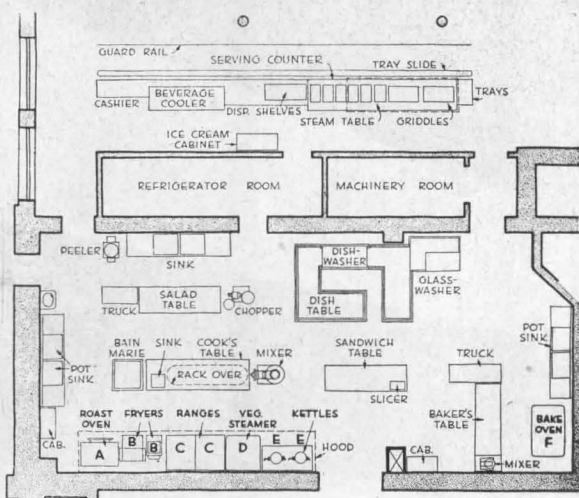 GUARD RAIL
SERVING COUNTER
TRAY SLIDE
CASHIER
BEVERAGE
COOLER
DISP. SHELVES
STEAM TABLE
GRIDDLES
TRAYS
ICE CREAM
CABINET
REFRIGERATOR ROOM
MACHINERY ROOM
PEELER
SINK
DISH-
WASHER
GLASS-
WASHER
TRUCK
SALAD
TABLE
CHOPPER
DISH
TABLE
POT
SINK
BAIN
MARIE
SINK
COOK'S
TABLE
RACK OVER
MIXER
SANDWICH
TABLE
SLICER
TRUCK
POT
SINK
BAKER'S
TABLE
ROAST
OVEN
FRYERS
RANGES
VEG.
STEAMER
KETTLES
A
B
B
C
C
D
E
E
HOOD
CAB.
CAB.
MIXER
BAKE
OVEN
F